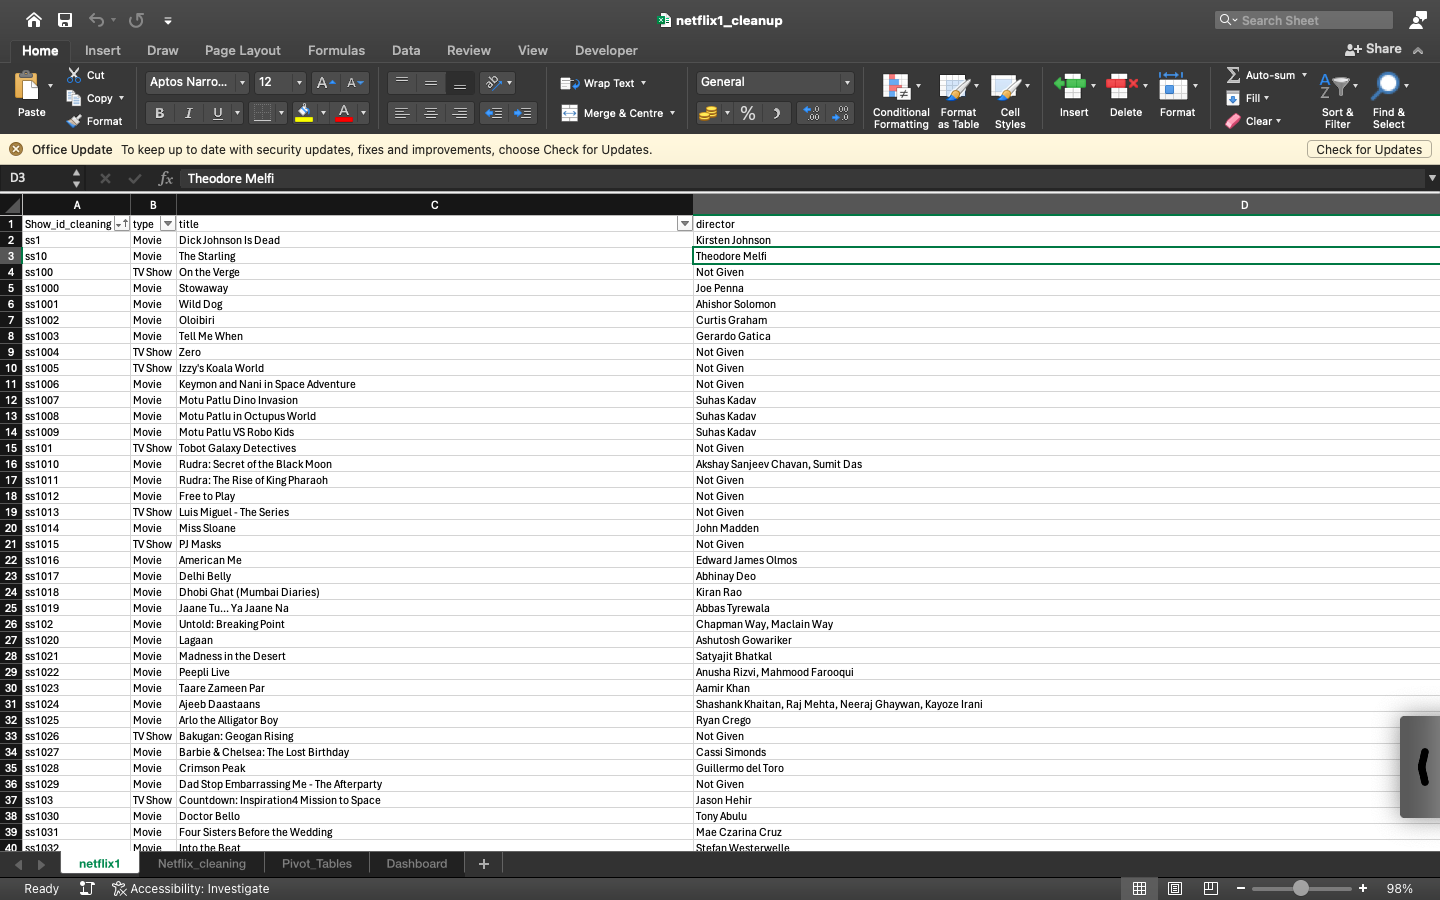 netflix1_cleanup
Search Sheet
Home Insert Draw Page Layout Formulas Data Review View Developer
Share
Paste
Cut
Copy
Format
Aptos Narro... 12
B I U
Wrap Text
Merge & Centre
General
Conditional Formatting
Format as Table
Cell Styles
Insert Delete Format
Auto-sum
Fill
Clear
Sort & Filter
Find & Select
Office Update To keep up to date with security updates, fixes and improvements, choose Check for Updates.
Check for Updates
D3 fx Theodore Melfi
A B C D
1 Show_id_cleaning type title director
2 ss1 Movie Dick Johnson Is Dead Kirsten Johnson
3 ss10 Movie The Starling Theodore Melfi
4 ss100 TV Show On the Verge Not Given
5 ss1000 Movie Stowaway Joe Penna
6 ss1001 Movie Wild Dog Ahishor Solomon
7 ss1002 Movie Oloibiri Curtis Graham
8 ss1003 Movie Tell Me When Gerardo Gatica
9 ss1004 TV Show Zero Not Given
10 ss1005 TV Show Izzy's Koala World Not Given
11 ss1006 Movie Keymon and Nani in Space Adventure Not Given
12 ss1007 Movie Motu Patlu Dino Invasion Suhas Kadav
13 ss1008 Movie Motu Patlu in Octupus World Suhas Kadav
14 ss1009 Movie Motu Patlu VS Robo Kids Suhas Kadav
15 ss101 TV Show Tobot Galaxy Detectives Not Given
16 ss1010 Movie Rudra: Secret of the Black Moon Akshay Sanjeev Chavan, Sumit Das
17 ss1011 Movie Rudra: The Rise of King Pharaoh Not Given
18 ss1012 Movie Free to Play Not Given
19 ss1013 TV Show Luis Miguel - The Series Not Given
20 ss1014 Movie Miss Sloane John Madden
21 ss1015 TV Show PJ Masks Not Given
22 ss1016 Movie American Me Edward James Olmos
23 ss1017 Movie Delhi Belly Abhinay Deo
24 ss1018 Movie Dhobi Ghat (Mumbai Diaries) Kiran Rao
25 ss1019 Movie Jaane Tu... Ya Jaane Na Abbas Tyrewala
26 ss102 Movie Untold: Breaking Point Chapman Way, Maclain Way
27 ss1020 Movie Lagaan Ashutosh Gowariker
28 ss1021 Movie Madness in the Desert Satyajit Bhatkal
29 ss1022 Movie Peepli Live Anusha Rizvi, Mahmood Farooqui
30 ss1023 Movie Taare Zameen Par Aamir Khan
31 ss1024 Movie Ajeeb Daastaans Shashank Khaitan, Raj Mehta, Neeraj Ghaywan, Kayoze Irani
32 ss1025 Movie Arlo the Alligator Boy Ryan Crego
33 ss1026 TV Show Bakugan: Geogan Rising Not Given
34 ss1027 Movie Barbie & Chelsea: The Lost Birthday Cassi Simonds
35 ss1028 Movie Crimson Peak Guillermo del Toro
36 ss1029 Movie Dad Stop Embarrassing Me - The Afterparty Not Given
37 ss103 TV Show Countdown: Inspiration4 Mission to Space Jason Hehir
38 ss1030 Movie Doctor Bello Tony Abulu
39 ss1031 Movie Four Sisters Before the Wedding Mae Czarina Cruz
40 ss1032 Movie Into the Beat Stefan Westerwelle
netflix1 Netflix_cleaning Pivot_Tables Dashboard +
Ready Accessibility: Investigate 98%